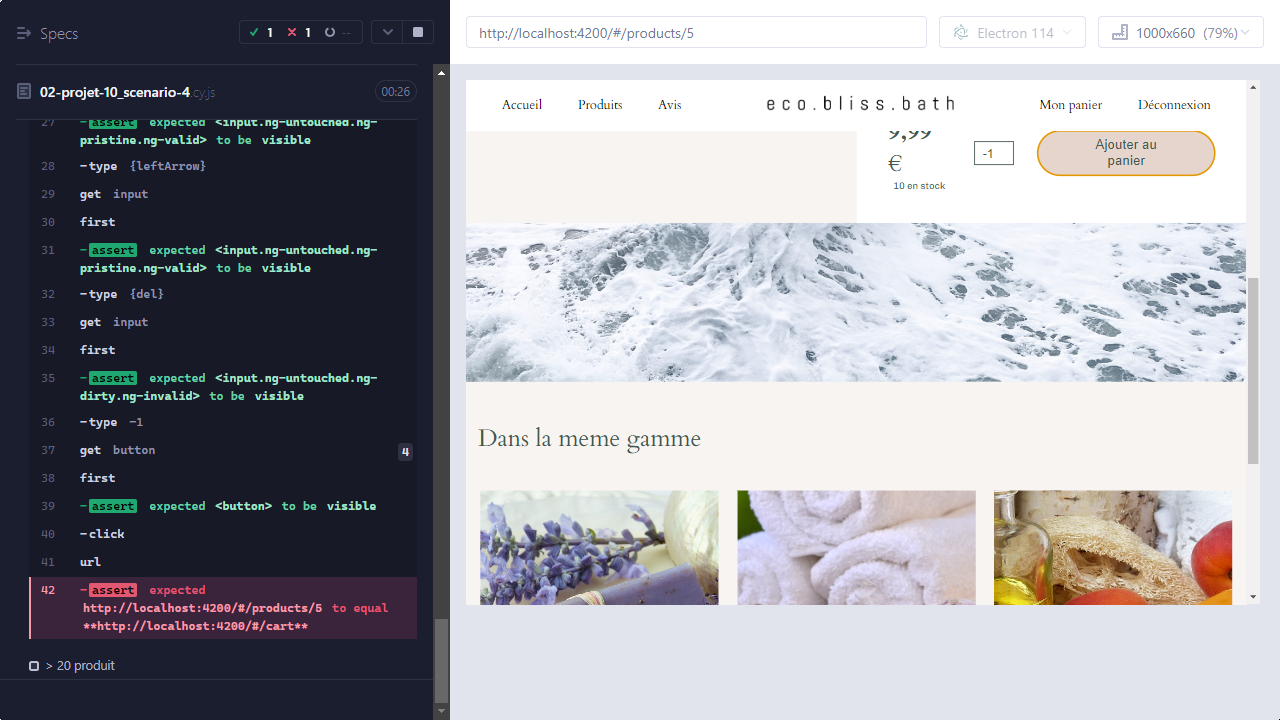 Specs
1
1
--
02-projet-10_scenario-4.cy.js
00:26
27 -assert expected <input.ng-untouched.ng-
pristine.ng-valid> to be visible
28 -type {leftArrow}
29 get input
30 first
31 -assert expected <input.ng-untouched.ng-
pristine.ng-valid> to be visible
32 -type {del}
33 get input
34 first
35 -assert expected <input.ng-untouched.ng-
dirty.ng-invalid> to be visible
36 -type -1
37 get button 4
38 first
39 -assert expected <button> to be visible
40 -click
41 url
42 -assert expected
http://localhost:4200/#/products/5 to equal
**http://localhost:4200/#/cart**
> 20 produit
http://localhost:4200/#/products/5
Electron 114
1000x660 (79%)
Accueil
Produits
Avis
eco.bliss.bath
Mon panier
Déconnexion
9,99
€
10 en stock
-1
Ajouter au
panier
Dans la meme gamme